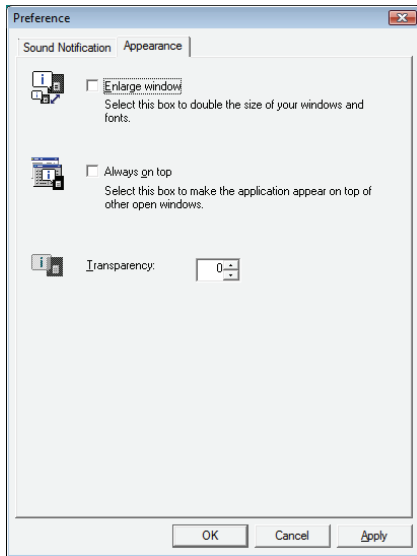 Preference
Sound Notification Appearance
Enlarge window
Select this box to double the size of your windows and
fonts.
Always on top
Select this box to make the application appear on top of
other open windows.
Transparency: 0
OK Cancel Apply